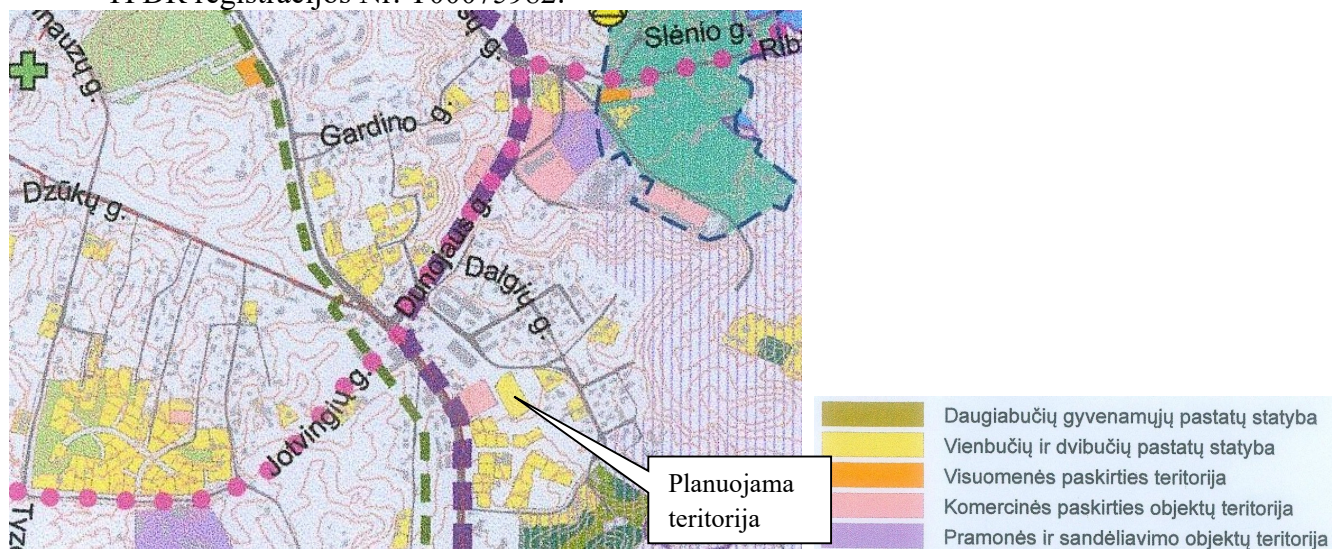 Slėnio g.
Gardino g.
Dzūkų g.
Dunojaus g.
Dalgių g.
Jotvingių g.
Planuojama
teritorija
Daugiabučių gyvenamųjų pastatų statyba
Vienbučių ir dvibučių pastatų statyba
Visuomenės paskirties teritorija
Komercinės paskirties objektų teritorija
Pramonės ir sandėliavimo objektų teritorija